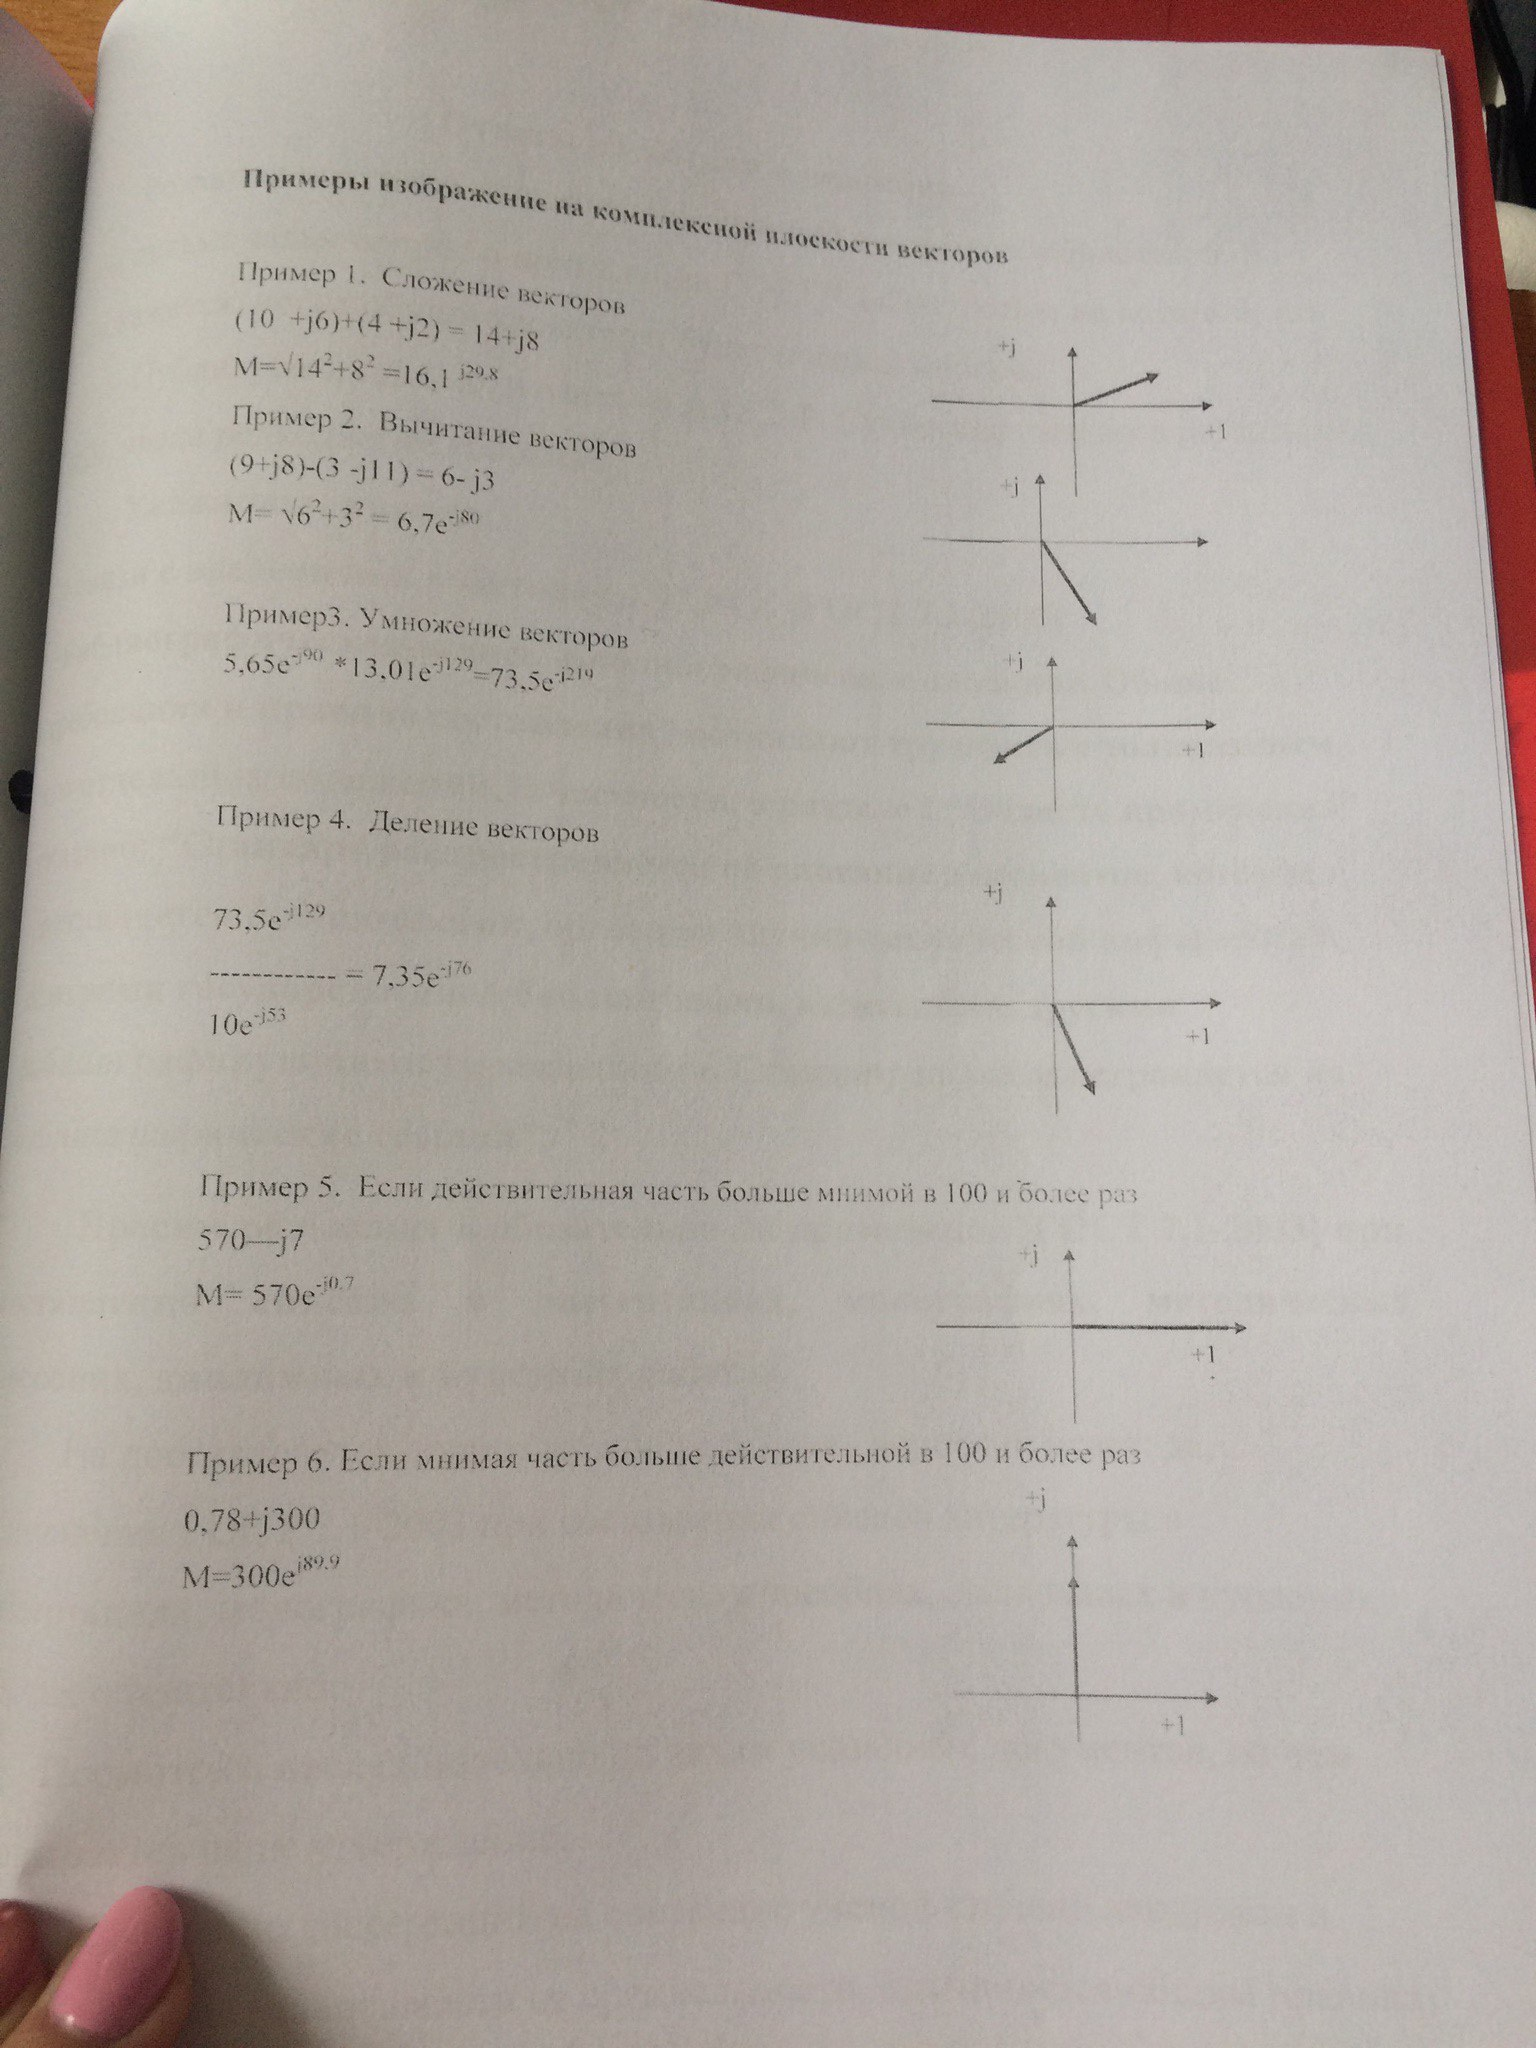 Примеры изображение на комплексной плоскости векторов
Пример 1. Сложение векторов
(10 +j6)+(4 +j2) = 14+j8
M=√14²+8² =16,1 ʲ²⁹·⁸
+j
+1
Пример 2. Вычитание векторов
(9+j8)-(3 -j11) = 6- j3
M= √6²+3² = 6,7e⁻ʲ⁸⁰
+j
Пример3. Умножение векторов
5,65e⁻ʲ⁹⁰ *13,01e⁻ʲ¹²⁹=73,5e⁻ʲ²¹⁹
+j
+1
Пример 4. Деление векторов
73,5e⁻ʲ¹²⁹
------------ = 7,35e⁻ʲ⁷⁶
10e⁻ʲ⁵³
+j
+1
Пример 5. Если действительная часть больше мнимой в 100 и более раз
570—j7
M= 570e⁻ʲ⁰·⁷
+j
+1
Пример 6. Если мнимая часть больше действительной в 100 и более раз
0,78+j300
M=300eʲ⁸⁹·⁹
+j
+1